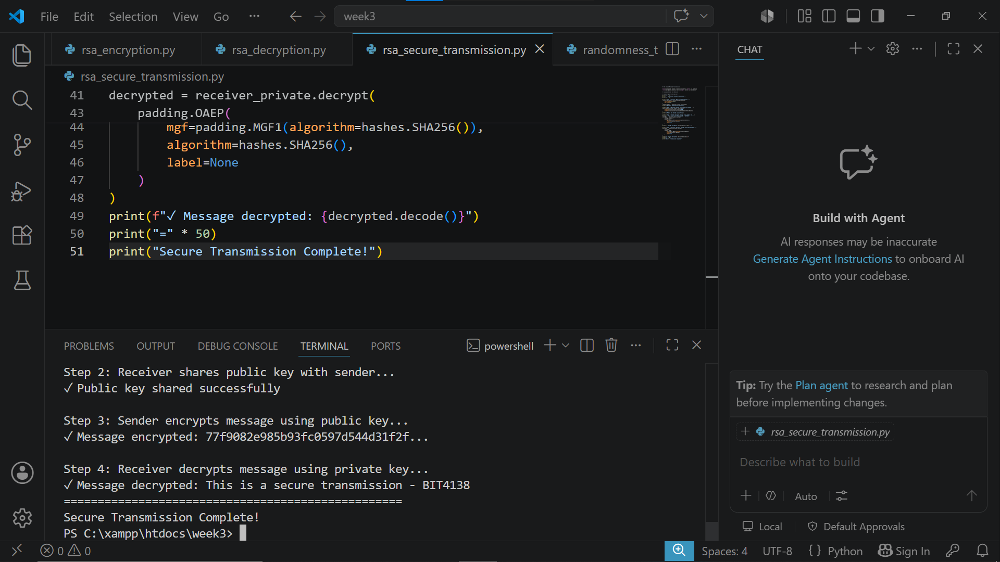 File Edit Selection View Go ···
week3
rsa_encryption.py
rsa_decryption.py
rsa_secure_transmission.py
randomness_t
CHAT
rsa_secure_transmission.py
41 decrypted = receiver_private.decrypt(
43 padding.OAEP(
44 mgf=padding.MGF1(algorithm=hashes.SHA256()),
45 algorithm=hashes.SHA256(),
46 label=None
47 )
48 )
49 print(f"✓ Message decrypted: {decrypted.decode()}")
50 print("=" * 50)
51 print("Secure Transmission Complete!")
Build with Agent
AI responses may be inaccurate
Generate Agent Instructions to onboard AI
onto your codebase.
PROBLEMS OUTPUT DEBUG CONSOLE TERMINAL PORTS
powershell
Step 2: Receiver shares public key with sender...
✓ Public key shared successfully
Step 3: Sender encrypts message using public key...
✓ Message encrypted: 77f9082e985b93fc0597d544d31f2f...
Step 4: Receiver decrypts message using private key...
✓ Message decrypted: This is a secure transmission - BIT4138
==================================================
Secure Transmission Complete!
PS C:\xampp\htdocs\week3>
Tip: Try the Plan agent to research and plan
before implementing changes.
rsa_secure_transmission.py
Describe what to build
Auto
Local
Default Approvals
0 0
Spaces: 4
UTF-8
{ } Python
Sign In